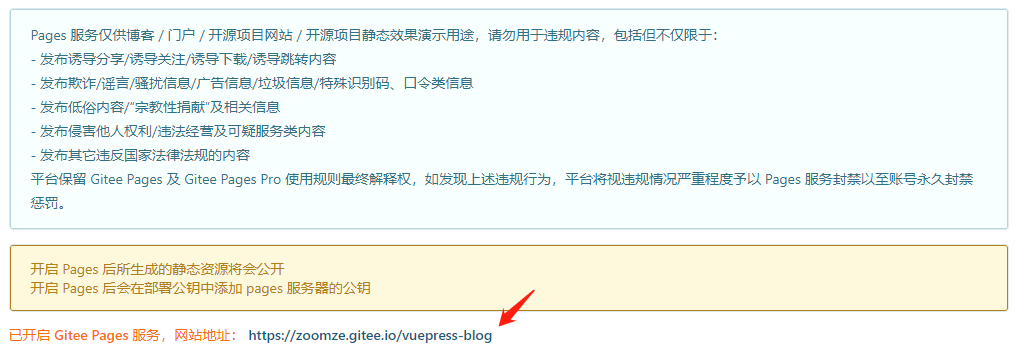 Pages 服务仅供博客 / 门户 / 开源项目网站 / 开源项目静态效果演示用途，请勿用于违规内容，包括但不仅限于：
- 发布诱导分享/诱导关注/诱导下载/诱导跳转内容
- 发布欺诈/谣言/骚扰信息/广告信息/垃圾信息/特殊识别码、口令类信息
- 发布低俗内容/“宗教性捐献”及相关信息
- 发布侵害他人权利/违法经营及可疑服务类内容
- 发布其它违反国家法律法规的内容
平台保留 Gitee Pages 及 Gitee Pages Pro 使用规则最终解释权，如发现上述违规行为，平台将视违规情况严重程度予以 Pages 服务封禁以至账号永久封禁
惩罚。
开启 Pages 后所生成的静态资源将会公开
开启 Pages 后会在部署公钥中添加 pages 服务器的公钥
已开启 Gitee Pages 服务，网站地址： https://zoomze.gitee.io/vuepress-blog